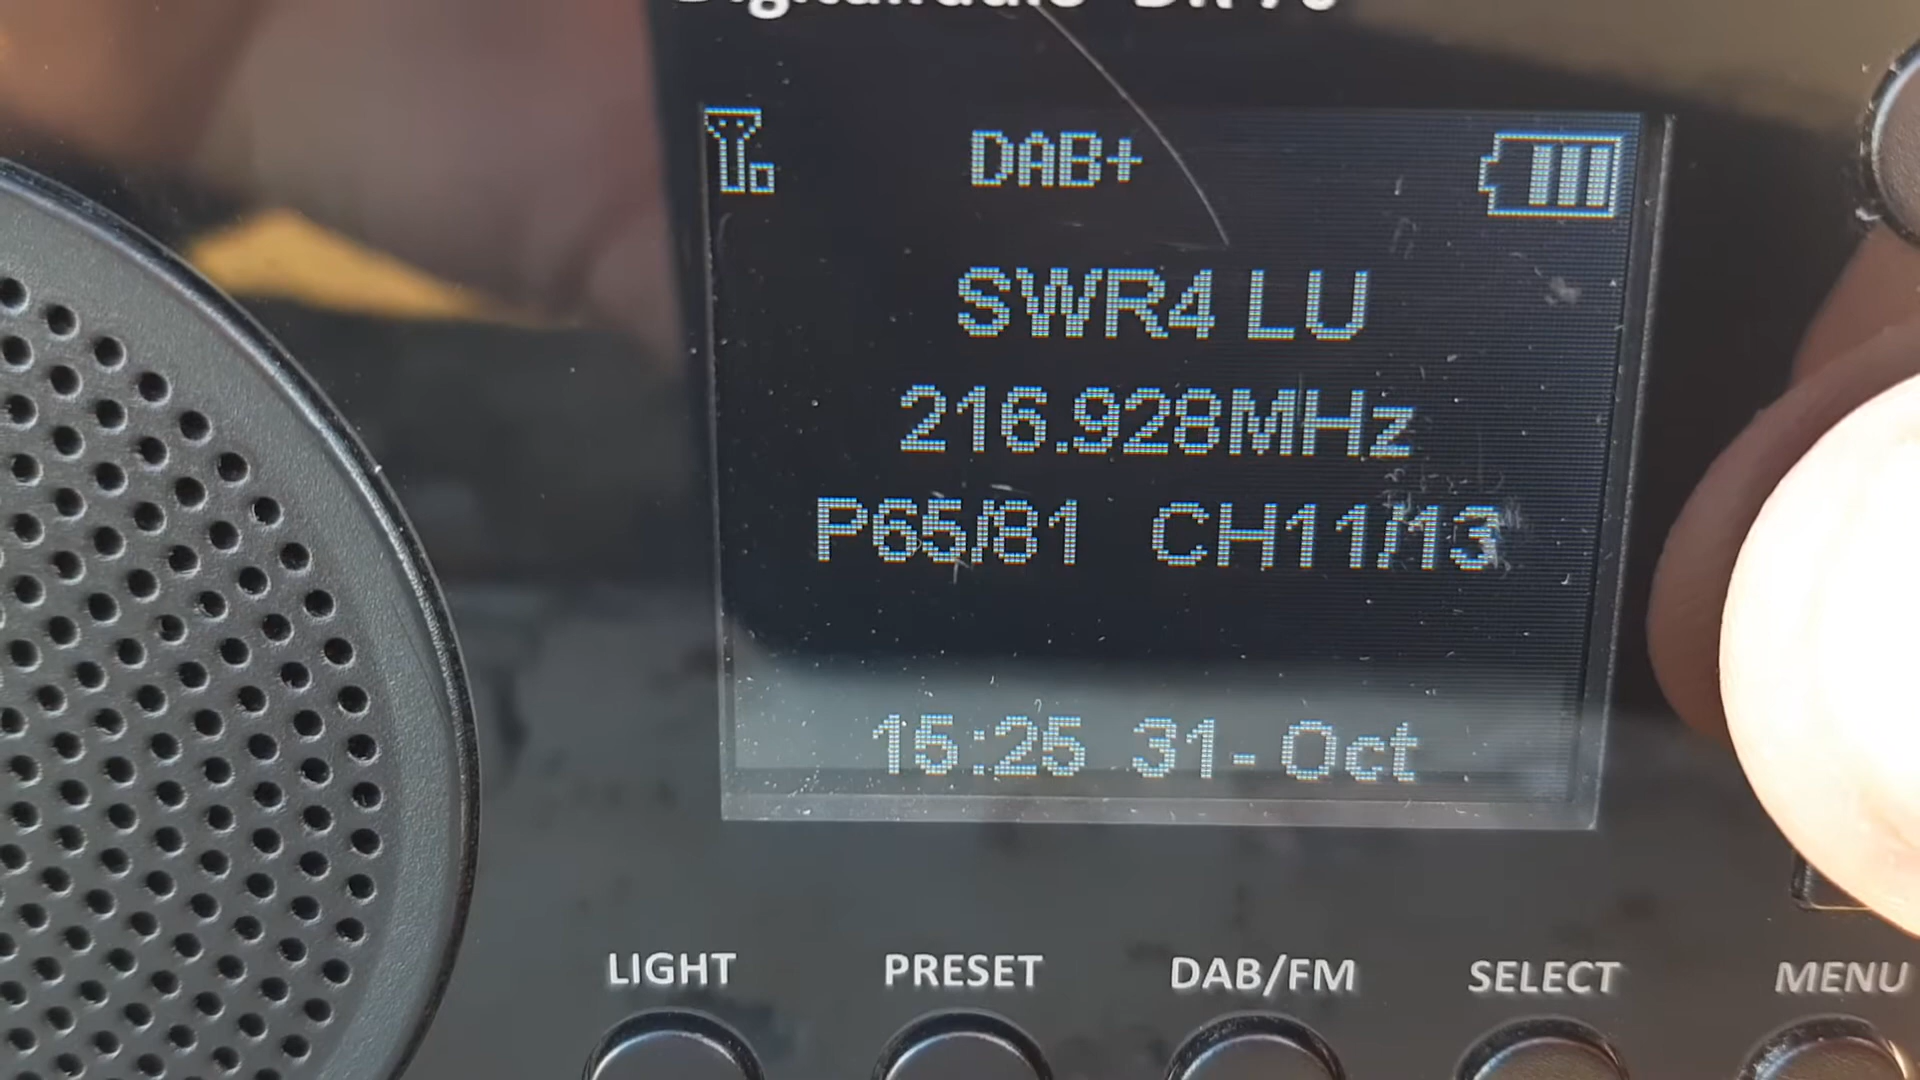 DAB+
SWR4 LU
216.928MHz
P65/81 CH11/13
15:25 31-Oct
LIGHT PRESET DAB/FM SELECT MENU